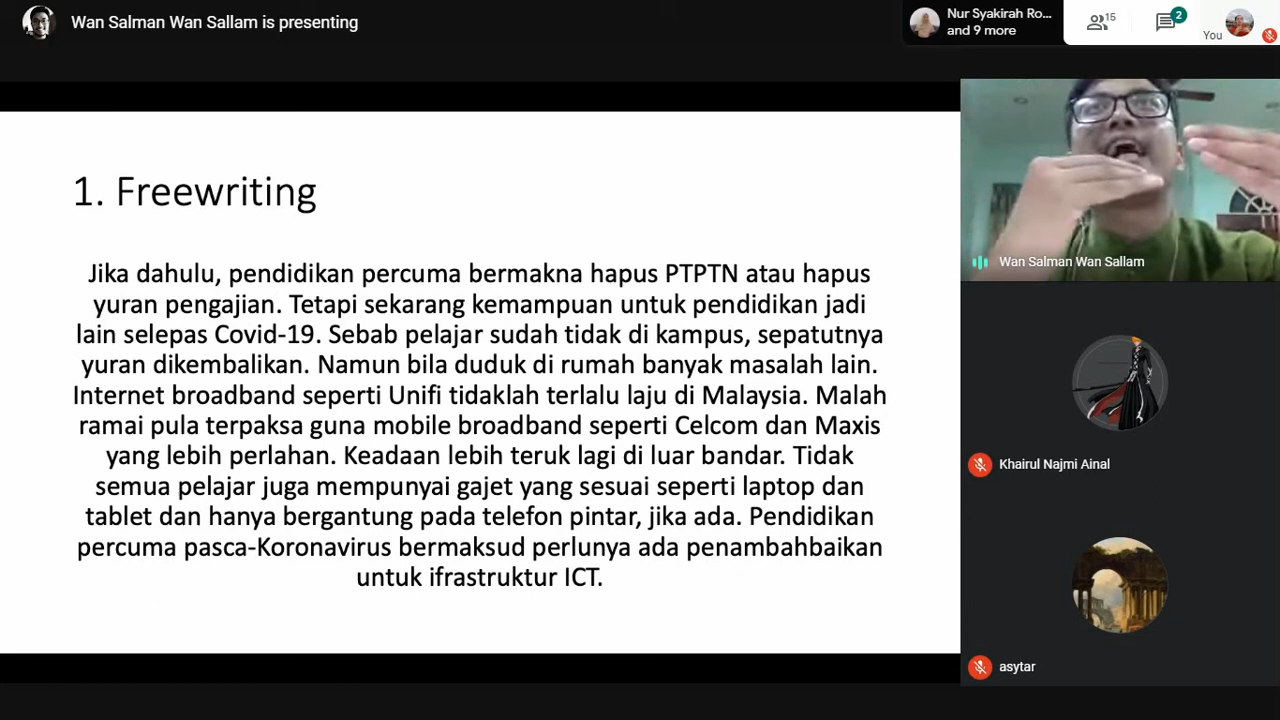 Wan Salman Wan Sallam is presenting
Nur Syakirah Ro...
and 9 more
15
2
You
1. Freewriting
Jika dahulu, pendidikan percuma bermakna hapus PTPTN atau hapus
yuran pengajian. Tetapi sekarang kemampuan untuk pendidikan jadi
lain selepas Covid-19. Sebab pelajar sudah tidak di kampus, sepatutnya
yuran dikembalikan. Namun bila duduk di rumah banyak masalah lain.
Internet broadband seperti Unifi tidaklah terlalu laju di Malaysia. Malah
ramai pula terpaksa guna mobile broadband seperti Celcom dan Maxis
yang lebih perlahan. Keadaan lebih teruk lagi di luar bandar. Tidak
semua pelajar juga mempunyai gajet yang sesuai seperti laptop dan
tablet dan hanya bergantung pada telefon pintar, jika ada. Pendidikan
percuma pasca-Koronavirus bermaksud perlunya ada penambahbaikan
untuk ifrastruktur ICT.
Wan Salman Wan Sallam
Khairul Najmi Ainal
asytar